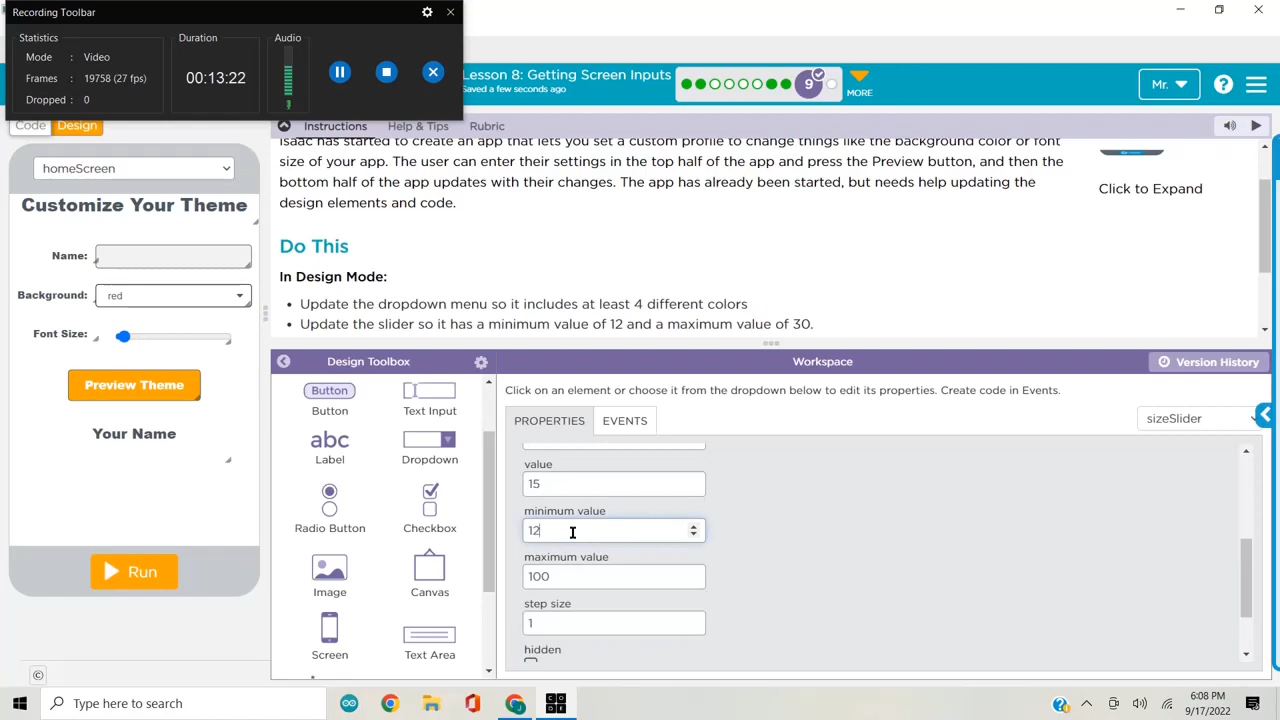 Recording Toolbar
Statistics
Mode : Video
Frames : 19758 (27 fps)
Dropped : 0
Duration
00:13:22
Audio
Lesson 8: Getting Screen Inputs
Saved a few seconds ago
9
MORE
Mr.
?
Code
Design
Instructions
Help & Tips
Rubric
homeScreen
Customize Your Theme
Name:
Background:
red
Font Size:
Preview Theme
Your Name
Run
©
Isaac has started to create an app that lets you set a custom profile to change things like the background color or font
size of your app. The user can enter their settings in the top half of the app and press the Preview button, and then the
bottom half of the app updates with their changes. The app has already been started, but needs help updating the
design elements and code.
Click to Expand
Do This
In Design Mode:
• Update the dropdown menu so it includes at least 4 different colors
• Update the slider so it has a minimum value of 12 and a maximum value of 30.
Design Toolbox
Workspace
Version History
Button
Button
Text Input
abc
Label
Dropdown
Radio Button
Checkbox
Image
Canvas
Screen
Text Area
Click on an element or choose it from the dropdown below to edit its properties. Create code in Events.
PROPERTIES
EVENTS
sizeSlider
value
15
minimum value
12
maximum value
100
step size
1
hidden
Type here to search
6:08 PM
9/17/2022